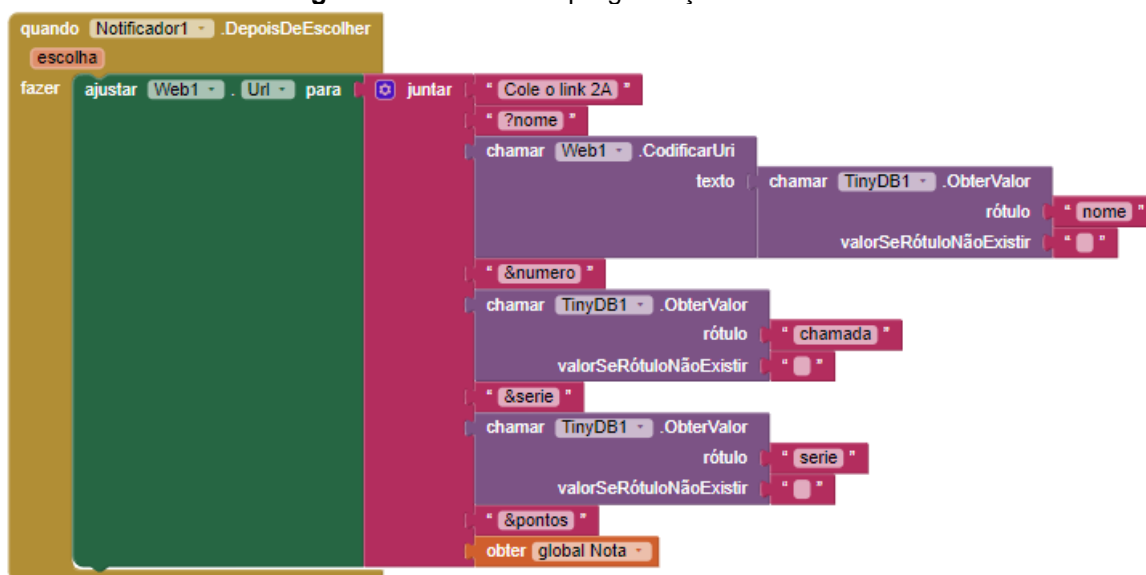 quando Notificador1 .DepoisDeEscolher
escolha
fazer ajustar Web1 . Url para juntar " Cole o link 2A "
" ?nome "
chamar Web1 .CodificarUri
texto chamar TinyDB1 .ObterValor
rótulo " nome "
valorSeRótuloNãoExistir " "
" &numero "
chamar TinyDB1 .ObterValor
rótulo " chamada "
valorSeRótuloNãoExistir " "
" &serie "
chamar TinyDB1 .ObterValor
rótulo " serie "
valorSeRótuloNãoExistir " "
" &pontos "
obter global Nota